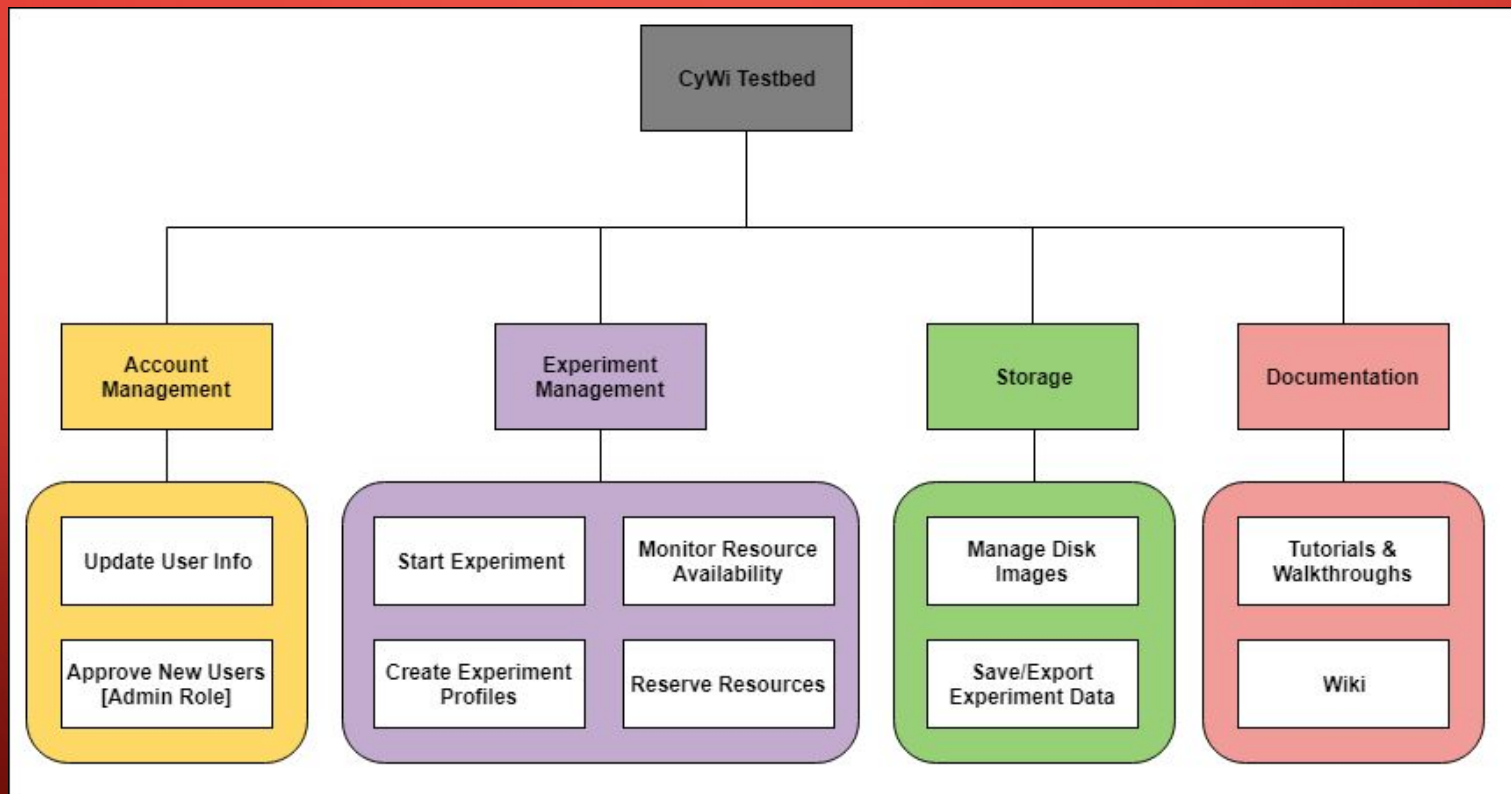 CyWi Testbed
Account
Management
Experiment
Management
Storage
Documentation
Update User Info
Approve New Users
[Admin Role]
Start Experiment
Monitor Resource
Availability
Create Experiment
Profiles
Reserve Resources
Manage Disk
Images
Save/Export
Experiment Data
Tutorials &
Walkthroughs
Wiki